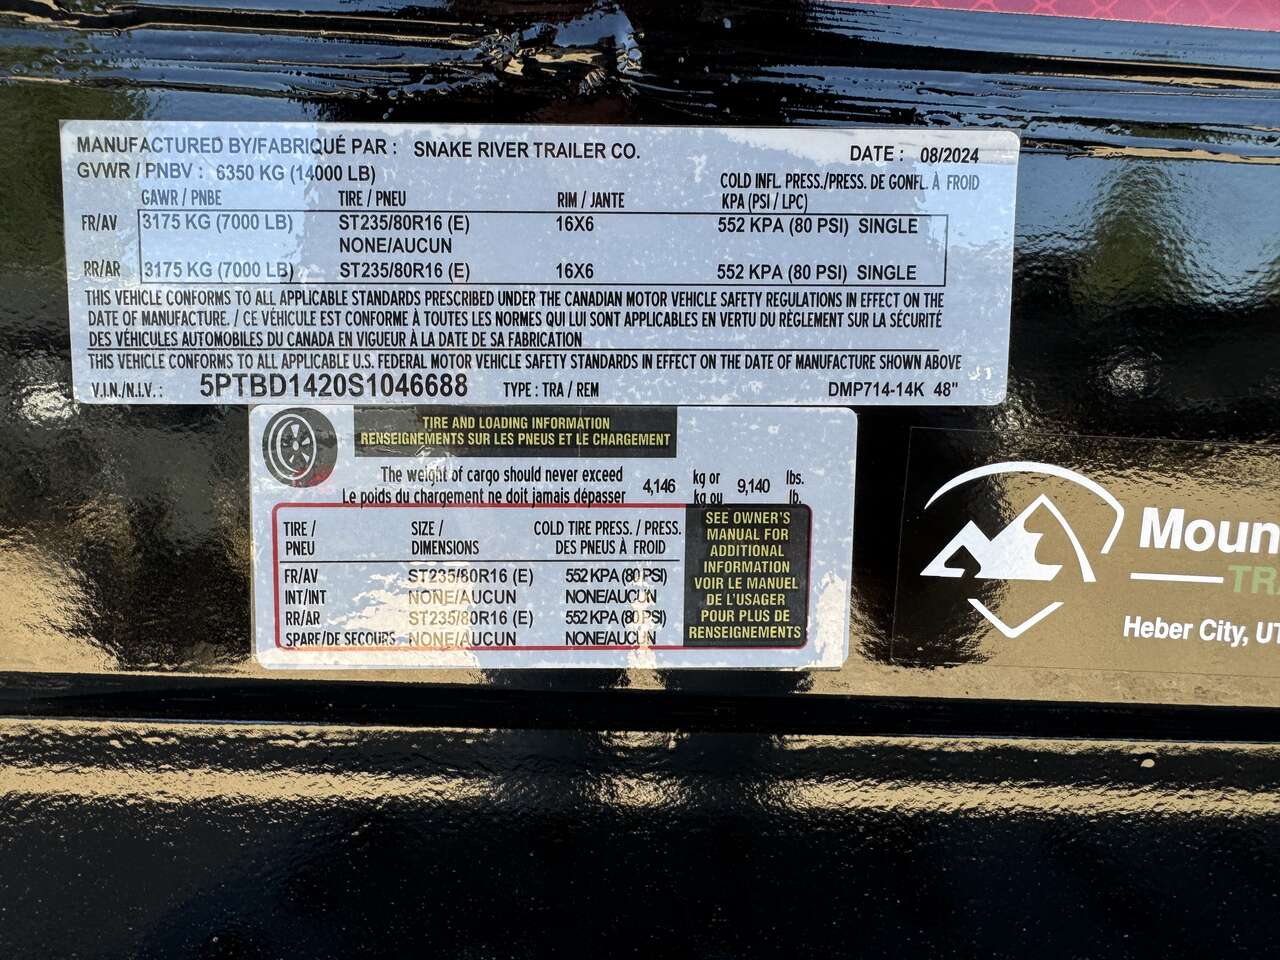 MANUFACTURED BY/FABRIQUÉ PAR : SNAKE RIVER TRAILER CO. DATE : 08/2024
GVWR / PNBV : 6350 KG (14000 LB)
GAWR / PNBE TIRE / PNEU RIM / JANTE COLD INFL. PRESS./PRESS. DE GONFL. À FROID
KPA (PSI / LPC)
FR/AV 3175 KG (7000 LB) ST235/80R16 (E) 16X6 552 KPA (80 PSI) SINGLE
NONE/AUCUN
RR/AR 3175 KG (7000 LB) ST235/80R16 (E) 16X6 552 KPA (80 PSI) SINGLE
THIS VEHICLE CONFORMS TO ALL APPLICABLE STANDARDS PRESCRIBED UNDER THE CANADIAN MOTOR VEHICLE SAFETY REGULATIONS IN EFFECT ON THE
DATE OF MANUFACTURE. / CE VÉHICULE EST CONFORME À TOUTES LES NORMES QUI LUI SONT APPLICABLES EN VERTU DU RÈGLEMENT SUR LA SÉCURITÉ
DES VÉHICULES AUTOMOBILES DU CANADA EN VIGUEUR À LA DATE DE SA FABRICATION
THIS VEHICLE CONFORMS TO ALL APPLICABLE U.S. FEDERAL MOTOR VEHICLE SAFETY STANDARDS IN EFFECT ON THE DATE OF MANUFACTURE SHOWN ABOVE
V.I.N./N.I.V.: 5PTBD1420S1046688 TYPE : TRA / REM DMP714-14K 48"
TIRE AND LOADING INFORMATION
RENSEIGNEMENTS SUR LES PNEUS ET LE CHARGEMENT
The weight of cargo should never exceed 4,146 kg or 9,140 lbs.
Le poids du chargement ne doit jamais dépasser kg ou lb.
TIRE / SIZE / COLD TIRE PRESS. / PRESS.
PNEU DIMENSIONS DES PNEUS À FROID
FR/AV ST235/80R16 (E) 552 KPA (80 PSI)
INT/INT NONE/AUCUN NONE/AUCUN
RR/AR ST235/80R16 (E) 552 KPA (80 PSI)
SPARE/DE SECOURS NONE/AUCUN NONE/AUCUN
SEE OWNER'S
MANUAL FOR
ADDITIONAL
INFORMATION
VOIR LE MANUEL
DE L'USAGER
POUR PLUS DE
RENSEIGNEMENTS
Moun
TR
Heber City, UT